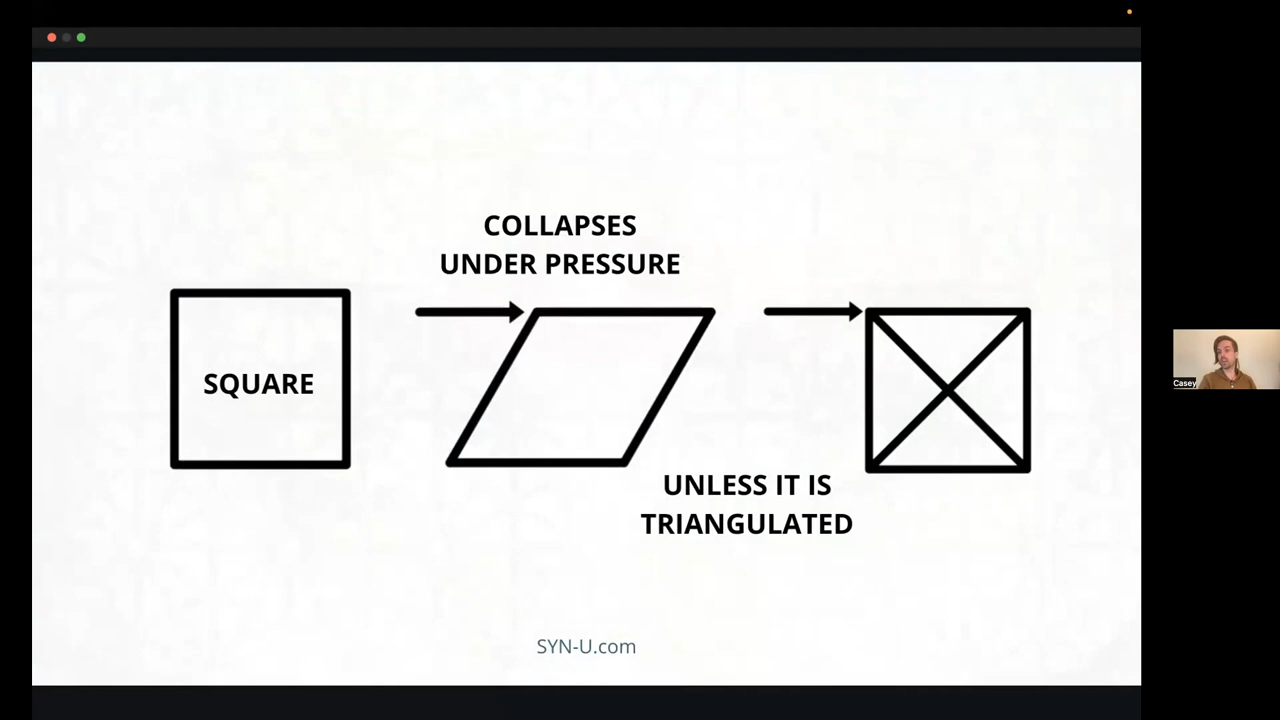 COLLAPSES
UNDER PRESSURE
SQUARE
UNLESS IT IS
TRIANGULATED
SYN-U.com
Casey